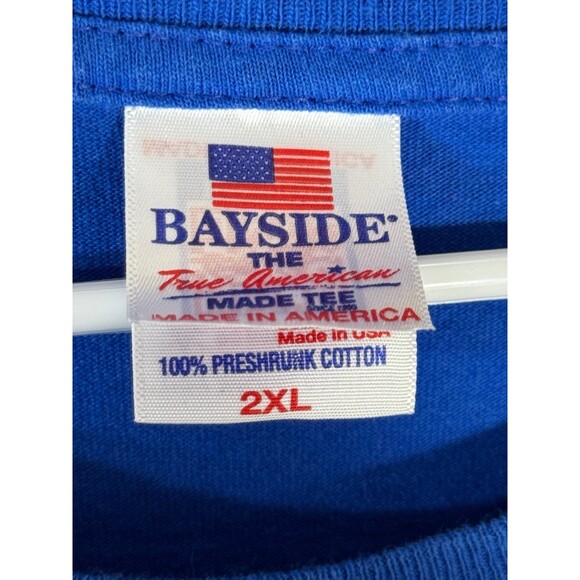 BAYSIDE®
THE
True American
MADE TEE
MADE IN AMERICA
Made in USA
100% PRESHRUNK COTTON
2XL